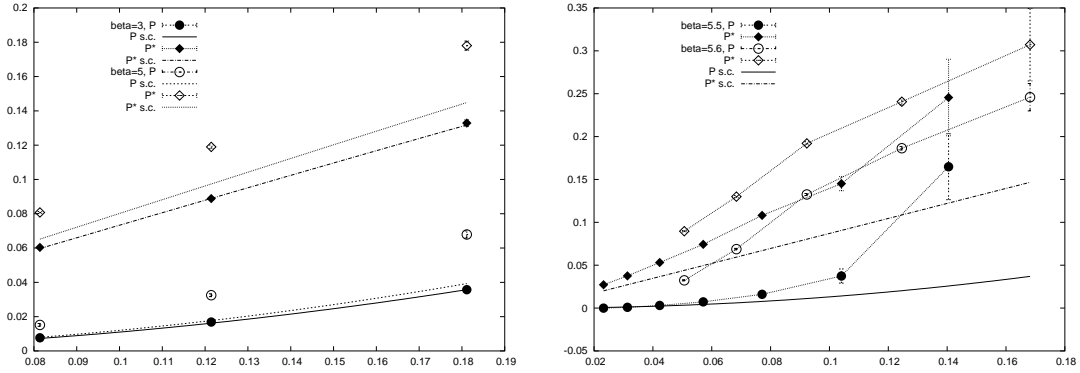 0.2
0.18
0.16
0.14
0.12
0.1
0.08
0.06
0.04
0.02
0
0.08 0.09 0.1 0.11 0.12 0.13 0.14 0.15 0.16 0.17 0.18 0.19
beta=3, P
P s.c.
P*
P* s.c.
beta=5, P
P s.c.
P*
P* s.c.
0.35
0.3
0.25
0.2
0.15
0.1
0.05
0
-0.05
0.02 0.04 0.06 0.08 0.1 0.12 0.14 0.16 0.18
beta=5.5, P
P*
beta=5.6, P
P*
P s.c.
P* s.c.